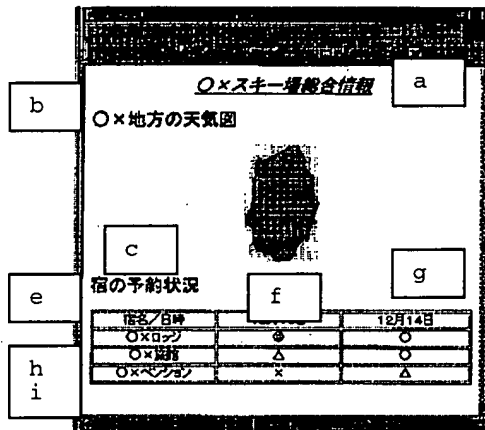 a
○×スキー場総合情報
b
○×地方の天気図
c
g
宿の予約状況
e
f
宿名/日時 12月14日
○×ロッジ ◎ ○
○×旅館 △ ○
○×ペンション × △
h
i